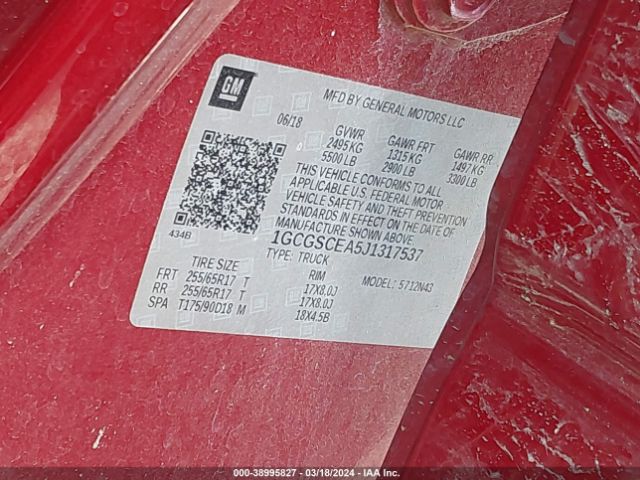 GM
MFD BY GENERAL MOTORS LLC
06/18
GVWR GAWR FRT GAWR RR
2495 KG 1315 KG 1497 KG
5500 LB 2900 LB 3300 LB
THIS VEHICLE CONFORMS TO ALL
APPLICABLE U.S. FEDERAL MOTOR
VEHICLE SAFETY AND THEFT PREVENTION
STANDARDS IN EFFECT ON THE DATE OF
MANUFACTURE SHOWN ABOVE.
434B
1GCGSCEA5J1317537
TYPE: TRUCK
MODEL: 5712N43
TIRE SIZE RIM
FRT 255/65R17 T 17X8.0J
RR 255/65R17 T 17X8.0J
SPA T175/90D18 M 18X4.5B
000-38995827 - 03/18/2024 - IAA Inc.